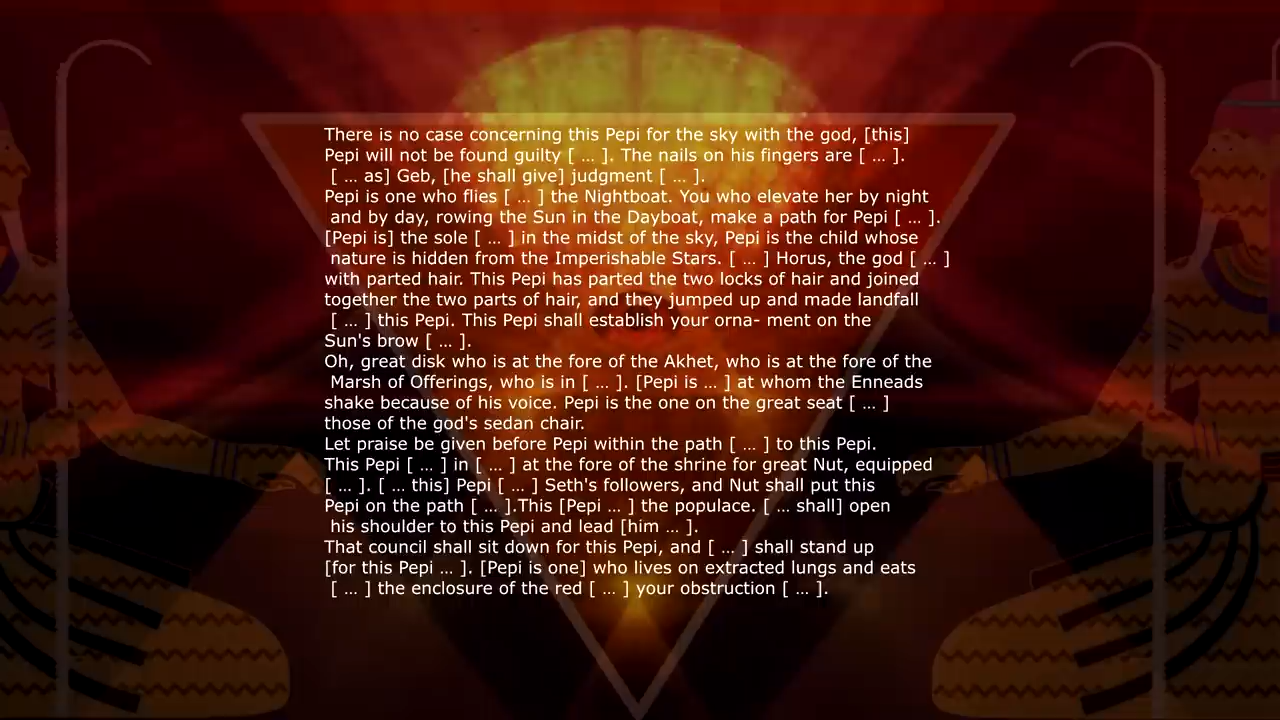 There is no case concerning this Pepi for the sky with the god, [this]
Pepi will not be found guilty [ ... ]. The nails on his fingers are [ ... ].
[ ... as] Geb, [he shall give] judgment [ ... ].
Pepi is one who flies [ ... ] the Nightboat. You who elevate her by night
and by day, rowing the Sun in the Dayboat, make a path for Pepi [ ... ].
[Pepi is] the sole [ ... ] in the midst of the sky, Pepi is the child whose
nature is hidden from the Imperishable Stars. [ ... ] Horus, the god [ ... ]
with parted hair. This Pepi has parted the two locks of hair and joined
together the two parts of hair, and they jumped up and made landfall
[ ... ] this Pepi. This Pepi shall establish your orna- ment on the
Sun's brow [ ... ].
Oh, great disk who is at the fore of the Akhet, who is at the fore of the
Marsh of Offerings, who is in [ ... ]. [Pepi is ... ] at whom the Enneads
shake because of his voice. Pepi is the one on the great seat [ ... ]
those of the god's sedan chair.
Let praise be given before Pepi within the path [ ... ] to this Pepi.
This Pepi [ ... ] in [ ... ] at the fore of the shrine for great Nut, equipped
[ ... ]. [ ... this] Pepi [ ... ] Seth's followers, and Nut shall put this
Pepi on the path [ ... ].This [Pepi ... ] the populace. [ ... shall] open
his shoulder to this Pepi and lead [him ... ].
That council shall sit down for this Pepi, and [ ... ] shall stand up
[for this Pepi ... ]. [Pepi is one] who lives on extracted lungs and eats
[ ... ] the enclosure of the red [ ... ] your obstruction [ ... ].